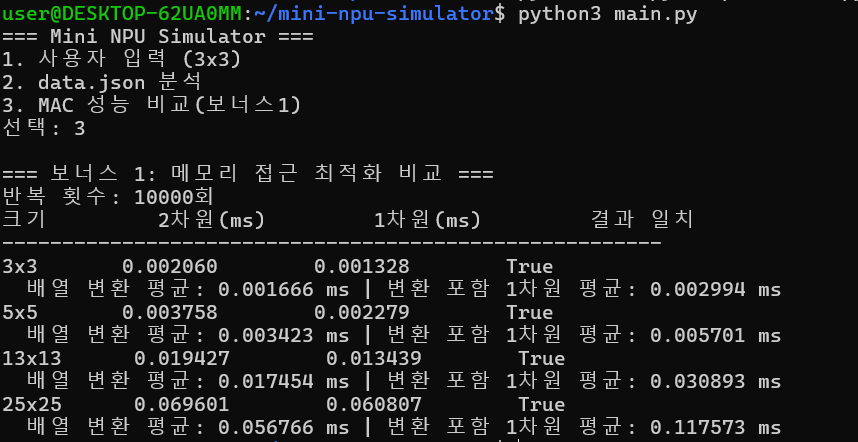 user@DESKTOP-62UA0MM:~/mini-npu-simulator$ python3 main.py
=== Mini NPU Simulator ===
1. 사용자 입력 (3x3)
2. data.json 분석
3. MAC 성능 비교(보너스1)
선택: 3
=== 보너스 1: 메모리 접근 최적화 비교 ===
반복 횟수: 10000회
크기 2차원(ms) 1차원(ms) 결과 일치
-------------------------------------------------------
3x3 0.002060 0.001328 True
배열 변환 평균: 0.001666 ms | 변환 포함 1차원 평균: 0.002994 ms
5x5 0.003758 0.002279 True
배열 변환 평균: 0.003423 ms | 변환 포함 1차원 평균: 0.005701 ms
13x13 0.019427 0.013439 True
배열 변환 평균: 0.017454 ms | 변환 포함 1차원 평균: 0.030893 ms
25x25 0.069601 0.060807 True
배열 변환 평균: 0.056766 ms | 변환 포함 1차원 평균: 0.117573 ms